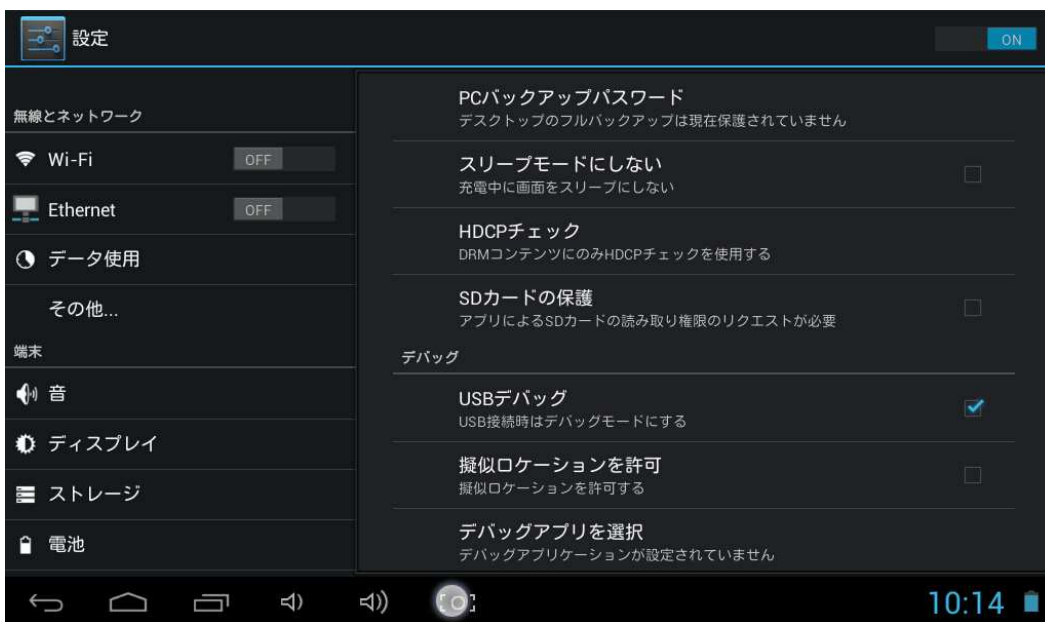 設定
ON
無線とネットワーク
Wi-Fi
OFF
Ethernet
OFF
データ使用
その他...
端末
音
ディスプレイ
ストレージ
電池
PCバックアップパスワード
デスクトップのフルバックアップは現在保護されていません
スリープモードにしない
充電中に画面をスリープにしない
HDCPチェック
DRMコンテンツにのみHDCPチェックを使用する
SDカードの保護
アプリによるSDカードの読み取り権限のリクエストが必要
デバッグ
USBデバッグ
USB接続時はデバッグモードにする
擬似ロケーションを許可
擬似ロケーションを許可する
デバッグアプリを選択
デバッグアプリケーションが設定されていません
10:14